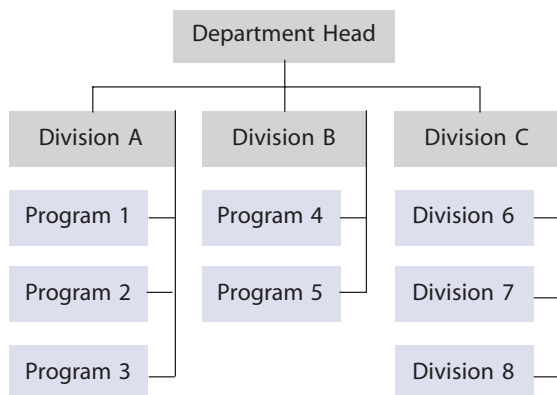 Department Head
Division A
Division B
Division C
Program 1
Program 4
Division 6
Program 2
Program 5
Division 7
Program 3
Division 8